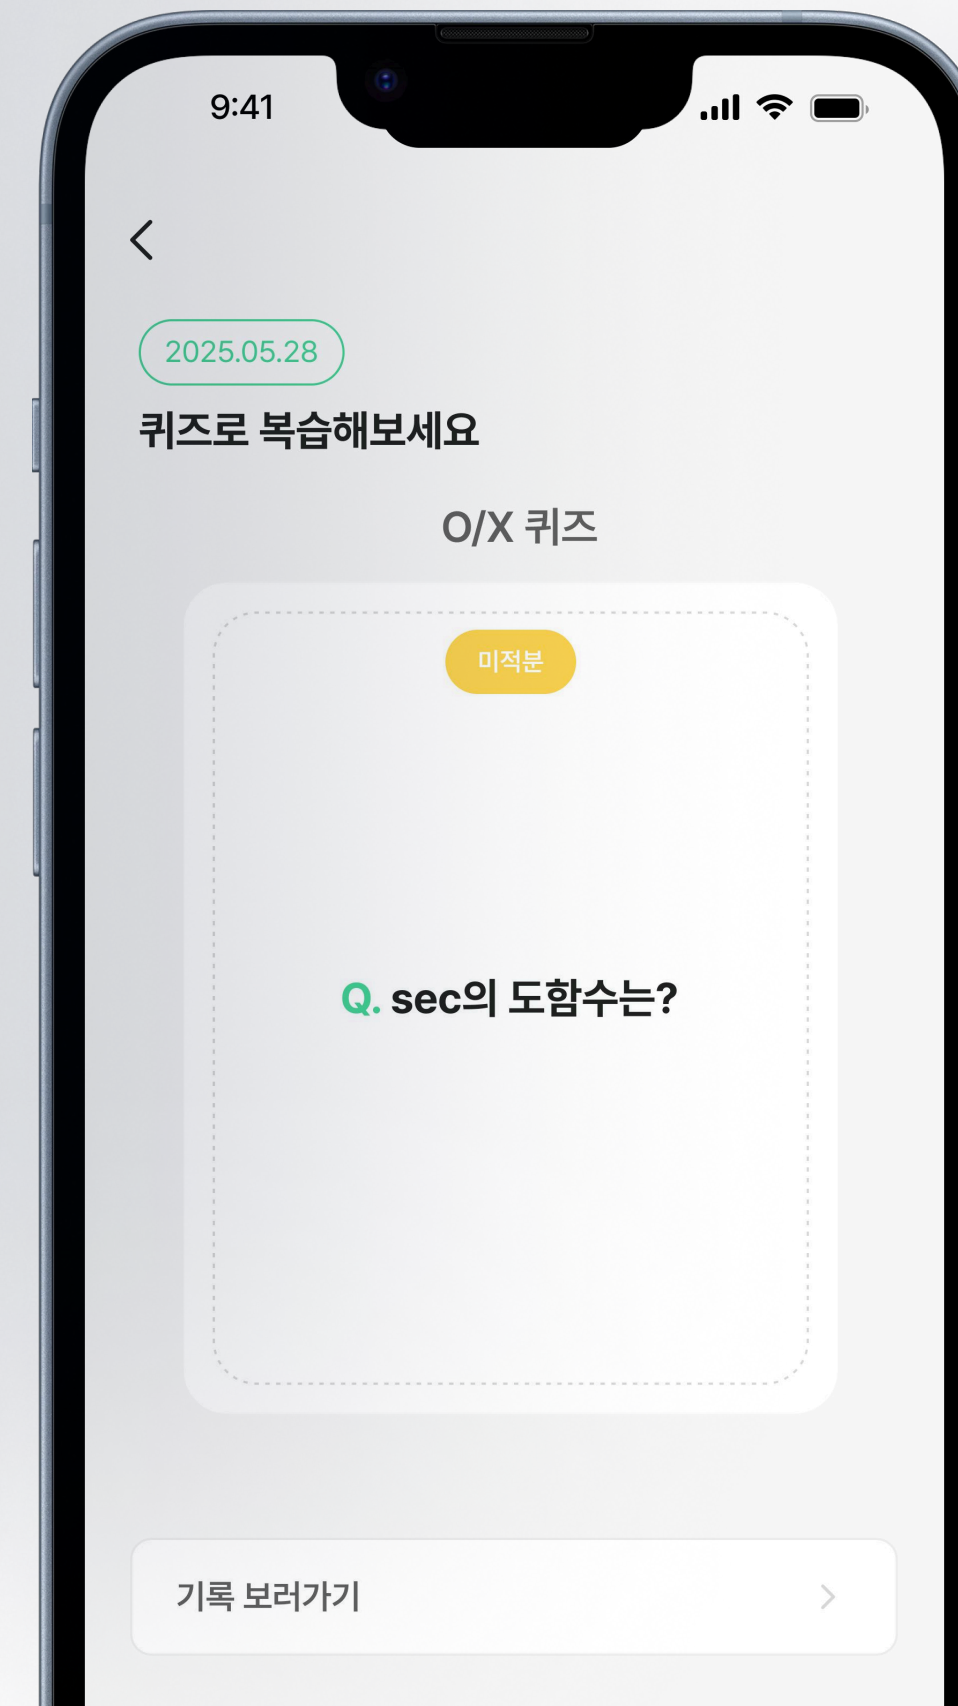 9:41
2025.05.28
퀴즈로 복습해보세요
O/X 퀴즈
미적분
Q. sec의 도함수는?
기록 보러가기